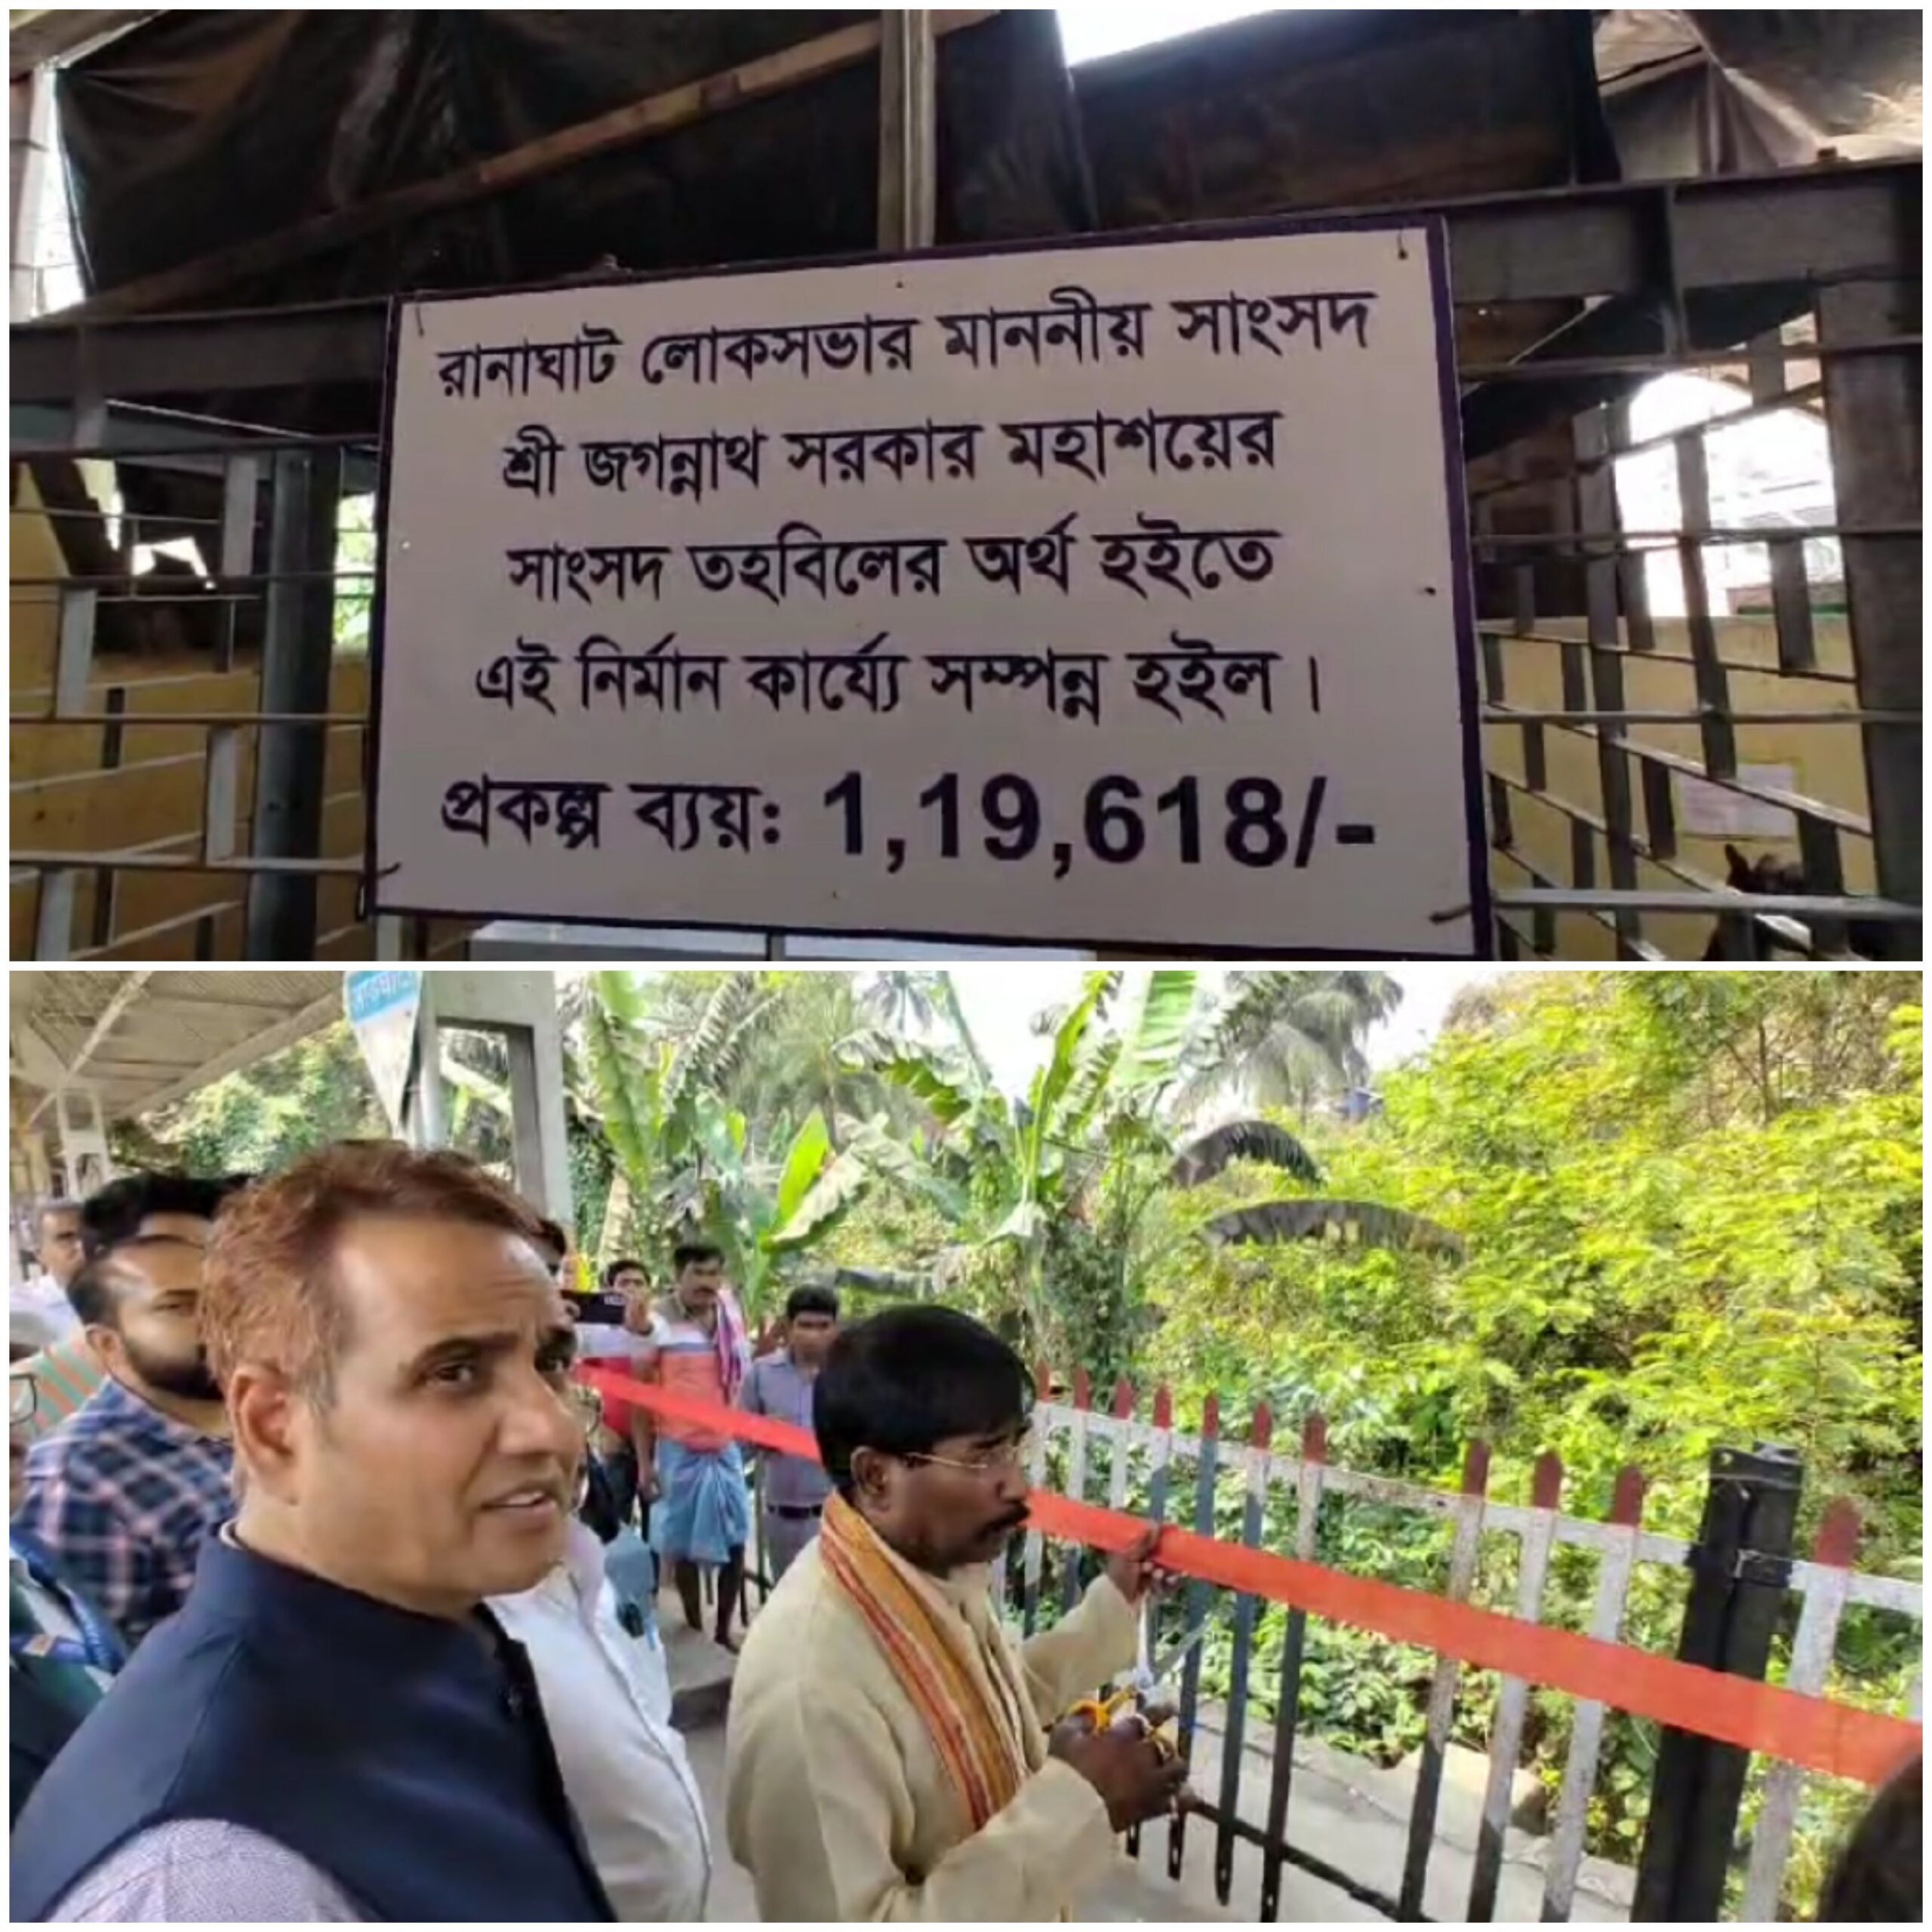 রানাঘাট লোকসভার মাননীয় সাংসদ
শ্রী জগন্নাথ সরকার মহাশয়ের
সাংসদ তহবিলের অর্থ হইতে
এই নির্মান কার্য্যে সম্পন্ন হইল।
প্রকল্প ব্যয়ঃ 1,19,618/-